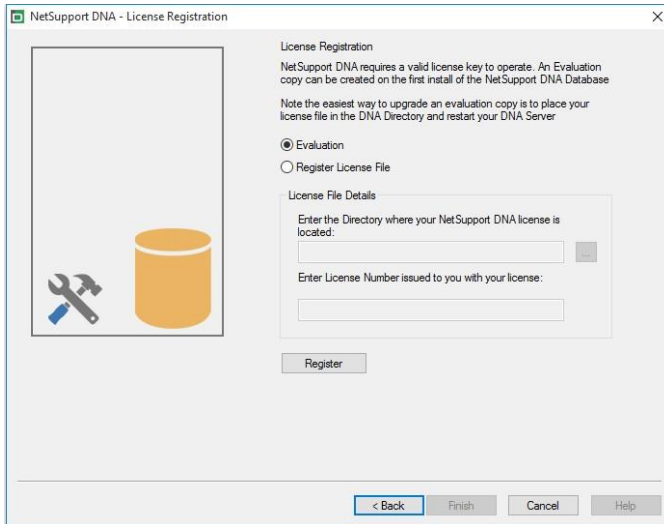 NetSupport DNA - License Registration
License Registration
NetSupport DNA requires a valid license key to operate. An Evaluation
copy can be created on the first install of the NetSupport DNA Database
Note the easiest way to upgrade an evaluation copy is to place your
license file in the DNA Directory and restart your DNA Server
Evaluation
Register License File
License File Details
Enter the Directory where your NetSupport DNA license is
located:
...
Enter License Number issued to you with your license:
Register
< Back
Finish
Cancel
Help